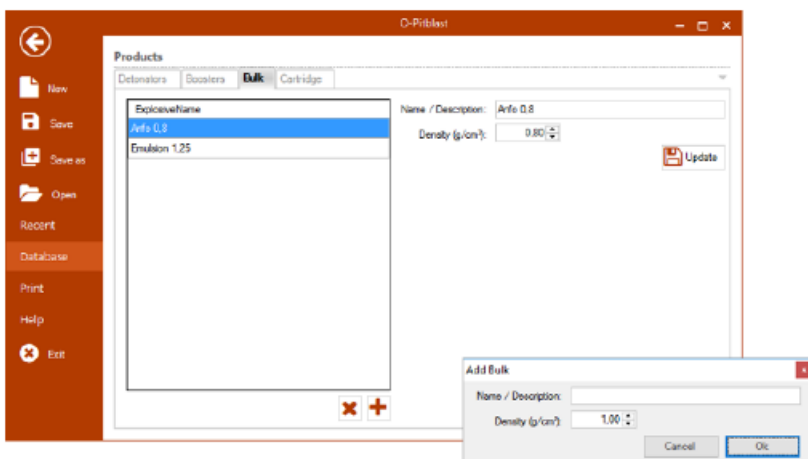 O-Pitblast
Products
Detonators Boosters Bulk Cartridge
New
Save
Save as
Open
Recent
Database
Print
Help
Exit
ExplosiveName
Anfo 0,8
Emulsion 1.25
Name / Description: Anfo 0,8
Density (g/cm³): 0.80
Update
Add Bulk
Name / Description:
Density (g/cm³): 1.00
Cancel Ok